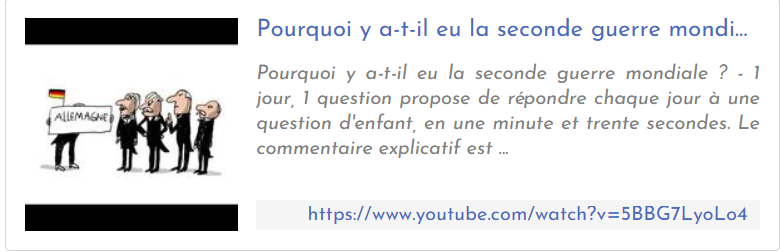 Pourquoi y a-t-il eu la seconde guerre mondi...
Pourquoi y a-t-il eu la seconde guerre mondiale ? - 1
jour, 1 question propose de répondre chaque jour à une
question d'enfant, en une minute et trente secondes. Le
commentaire explicatif est ...
ALLEMAGNE
https://www.youtube.com/watch?v=5BBG7LyoLo4